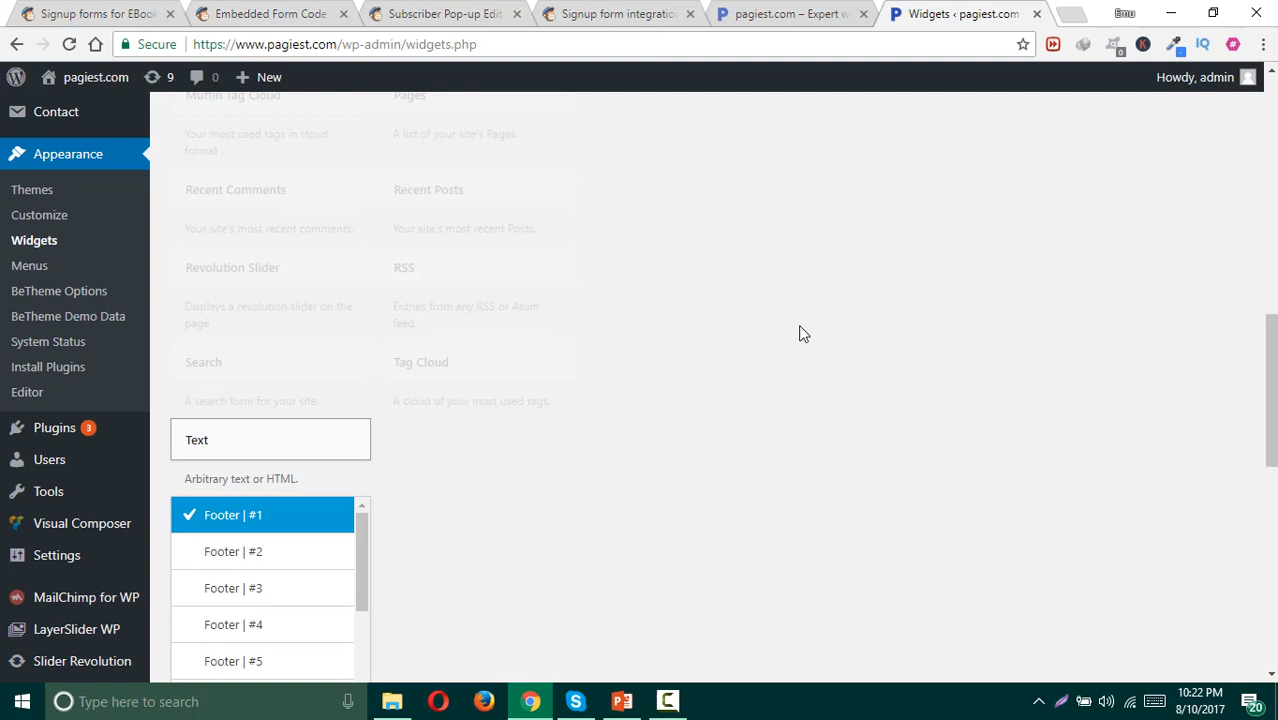 Signup forms for EBook
Embedded Form Code
Subscriber Pop-up Edit
Signup form integratio
pagiest.com – Expert w
Widgets ‹ pagiest.com
Emu
Secure
https://www.pagiest.com/wp-admin/widgets.php
0
K
IQ
pagiest.com
9
0
New
Howdy, admin
Contact
Appearance
Themes
Customize
Widgets
Menus
BeTheme Options
BeTheme Demo Data
System Status
Install Plugins
Editor
Plugins 3
Users
Tools
Visual Composer
Settings
MailChimp for WP
LayerSlider WP
Slider Revolution
Muffin Tag Cloud
Your most used tags in cloud
format.
Pages
A list of your site's Pages.
Recent Comments
Your site's most recent comments.
Recent Posts
Your site's most recent Posts.
Revolution Slider
Displays a revolution slider on the
page
RSS
Entries from any RSS or Atom
feed.
Search
A search form for your site.
Tag Cloud
A cloud of your most used tags.
Text
Arbitrary text or HTML.
Footer | #1
Footer | #2
Footer | #3
Footer | #4
Footer | #5
Type here to search
10:22 PM
8/10/2017
20